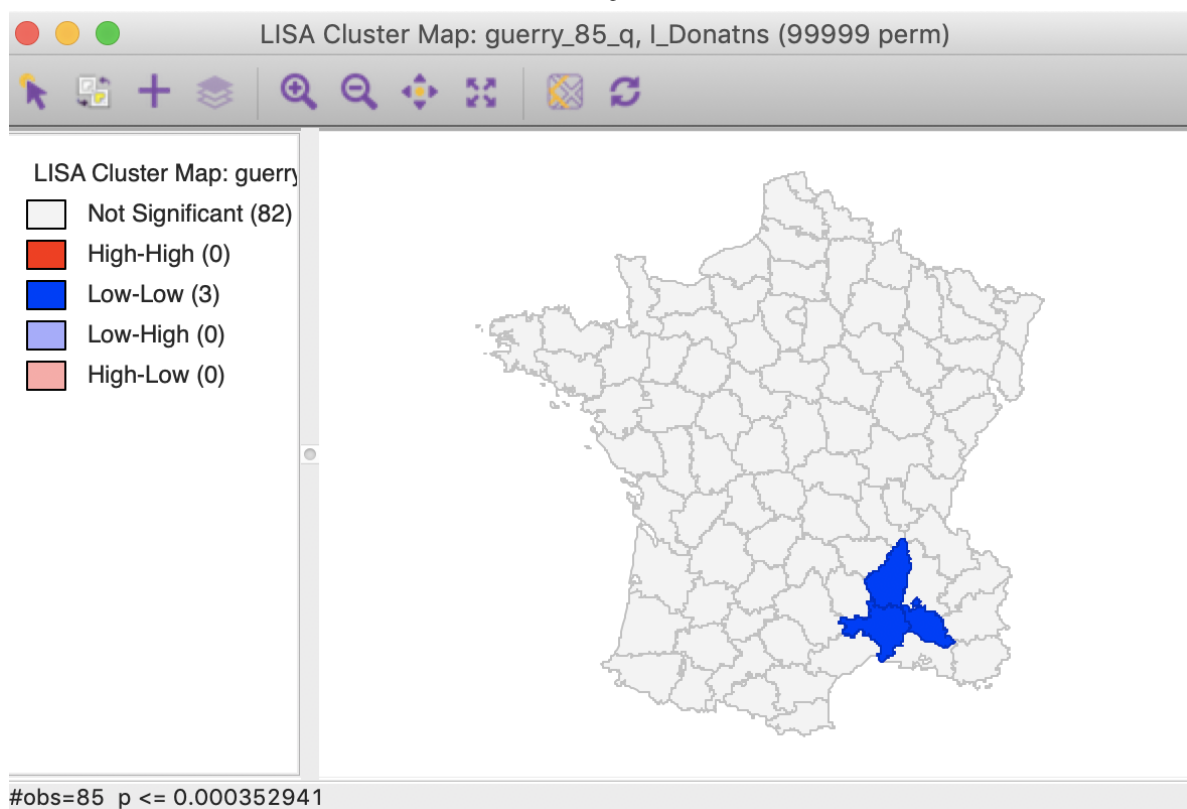 LISA Cluster Map: guerry_85_q, I_Donatns (99999 perm)
LISA Cluster Map: guerry
Not Significant (82)
High-High (0)
Low-Low (3)
Low-High (0)
High-Low (0)
#obs=85 p <= 0.000352941